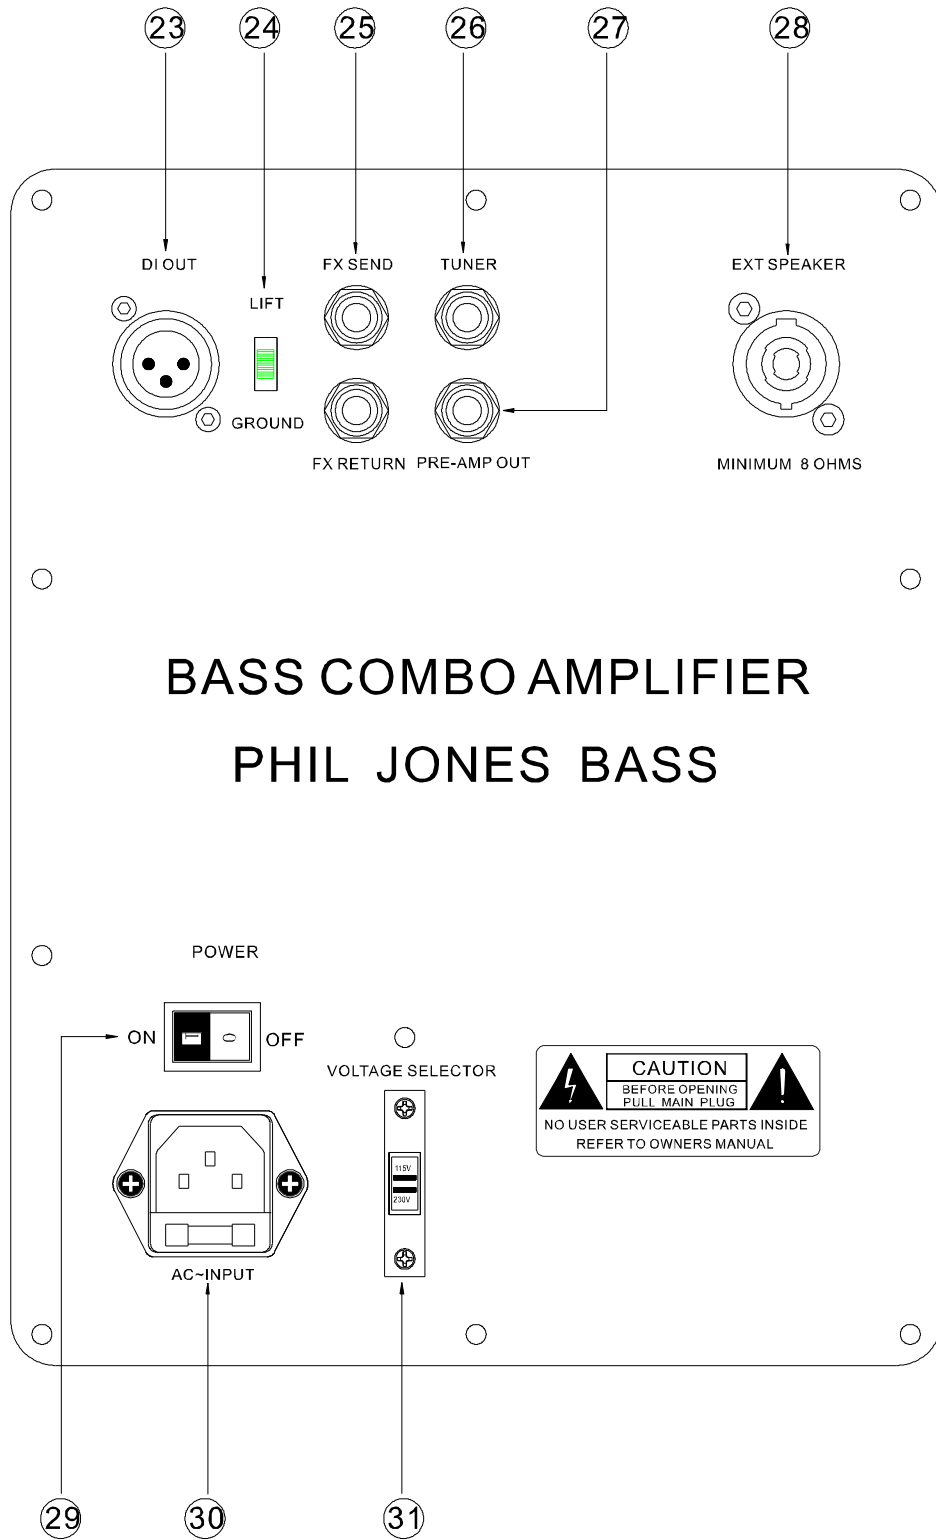 23 24 25 26 27 28
DI OUT
FX SEND
TUNER
EXT SPEAKER
LIFT
GROUND
FX RETURN
PRE-AMP OUT
MINIMUM 8 OHMS
BASS COMBO AMPLIFIER
PHIL JONES BASS
POWER
ON
OFF
VOLTAGE SELECTOR
115V
230V
CAUTION
BEFORE OPENING
PULL MAIN PLUG
NO USER SERVICEABLE PARTS INSIDE
REFER TO OWNERS MANUAL
AC~INPUT
29 30 31